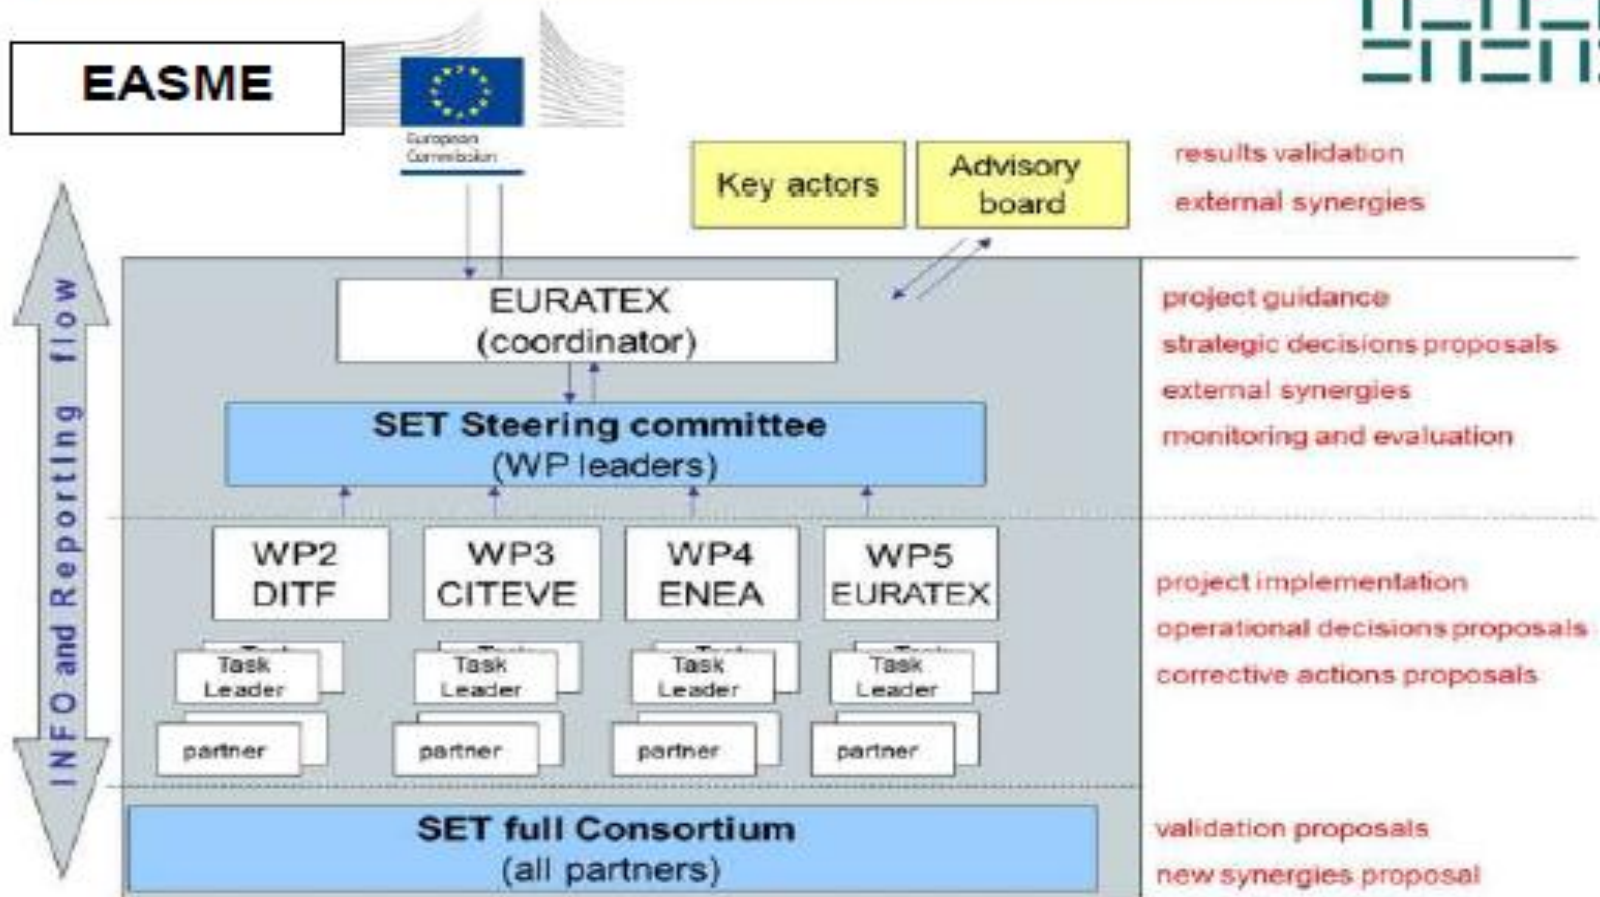 EASME
European
Commission
Key actors
Advisory
board
results validation
external synergies
INFO and Reporting flow
EURATEX
(coordinator)
project guidance
strategic decisions proposals
external synergies
monitoring and evaluation
SET Steering committee
(WP leaders)
WP2
DITF
WP3
CITEVE
WP4
ENEA
WP5
EURATEX
project implementation
operational decisions proposals
corrective actions proposals
Task
Leader
Task
Leader
Task
Leader
Task
Leader
partner
partner
partner
partner
SET full Consortium
(all partners)
validation proposals
new synergies proposal